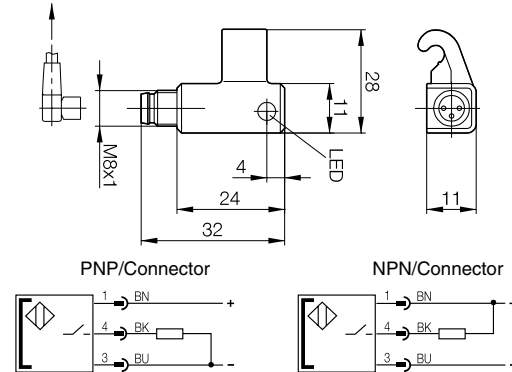 28
11
M8x1
LED
4
24
32
11
PNP/Connector
NPN/Connector
1 BN +
4 BK
3 BU -
1 BN
4 BK
3 BU